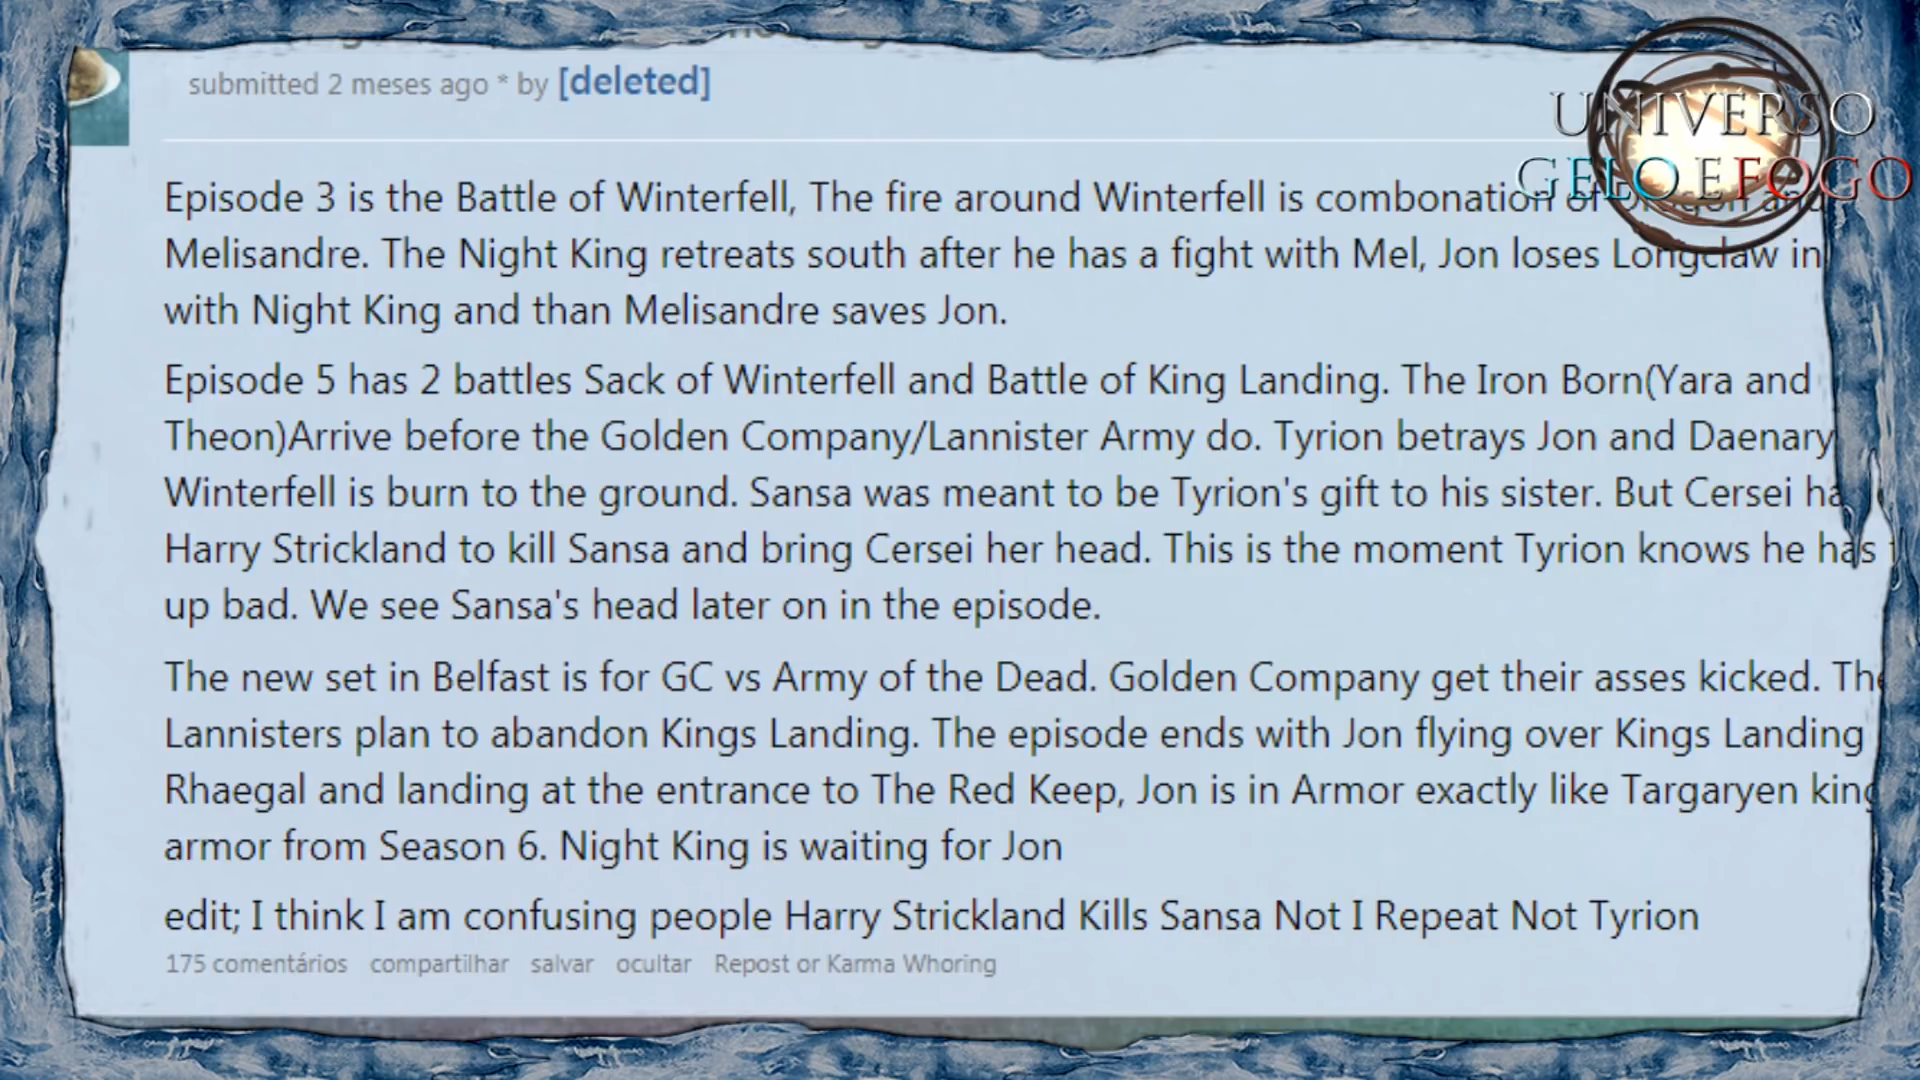 submitted 2 meses ago * by [deleted]
UNIVERSO
GELO E FOGO
Episode 3 is the Battle of Winterfell, The fire around Winterfell is combonation of Dragon and
Melisandre. The Night King retreats south after he has a fight with Mel, Jon loses Longclaw in
with Night King and than Melisandre saves Jon.
Episode 5 has 2 battles Sack of Winterfell and Battle of King Landing. The Iron Born(Yara and
Theon)Arrive before the Golden Company/Lannister Army do. Tyrion betrays Jon and Daenary
Winterfell is burn to the ground. Sansa was meant to be Tyrion's gift to his sister. But Cersei ha
Harry Strickland to kill Sansa and bring Cersei her head. This is the moment Tyrion knows he has
up bad. We see Sansa's head later on in the episode.
The new set in Belfast is for GC vs Army of the Dead. Golden Company get their asses kicked. The
Lannisters plan to abandon Kings Landing. The episode ends with Jon flying over Kings Landing
Rhaegal and landing at the entrance to The Red Keep, Jon is in Armor exactly like Targaryen king
armor from Season 6. Night King is waiting for Jon
edit; I think I am confusing people Harry Strickland Kills Sansa Not I Repeat Not Tyrion
175 comentários compartilhar salvar ocultar Repost or Karma Whoring